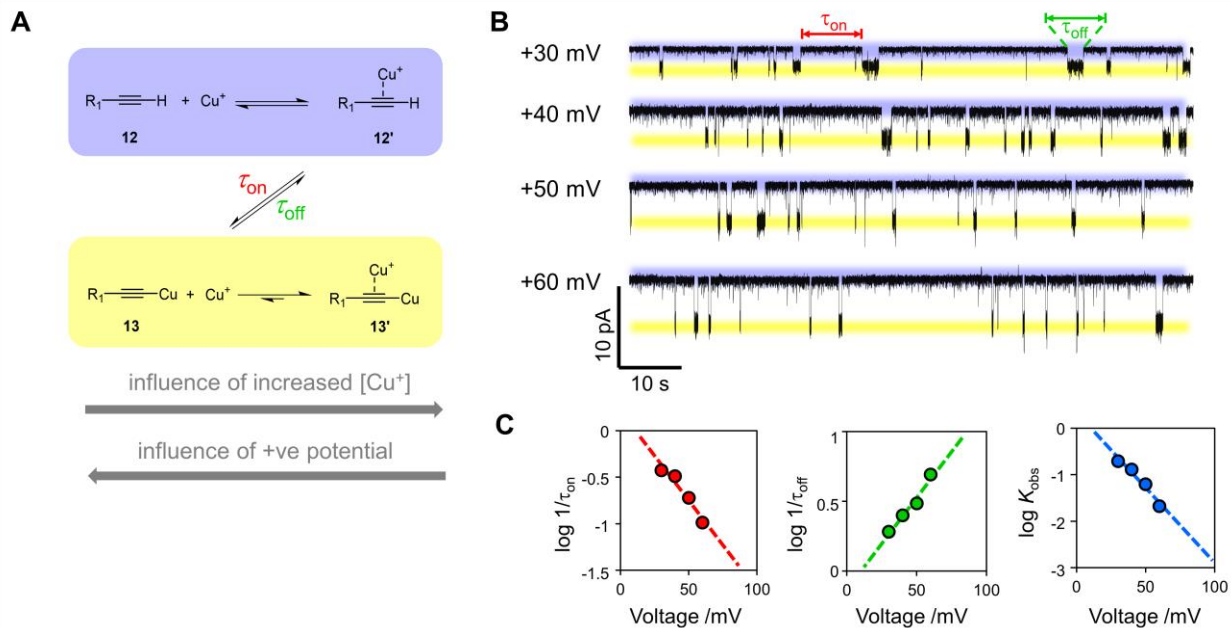 A
R₁ H + Cu⁺
12
Cu⁺
R₁ H
12'
τon
τoff
R₁ Cu + Cu⁺
13
Cu⁺
R₁ Cu
13'
influence of increased [Cu⁺]
influence of +ve potential
B
τon
τoff
+30 mV
+40 mV
+50 mV
+60 mV
10 pA
10 s
C
0
-0.5
-1
-1.5
log 1/τon
0 50 100
Voltage /mV
1
0.5
0
log 1/τoff
0 50 100
Voltage /mV
0
-1
-2
-3
log Kobs
0 50 100
Voltage /mV